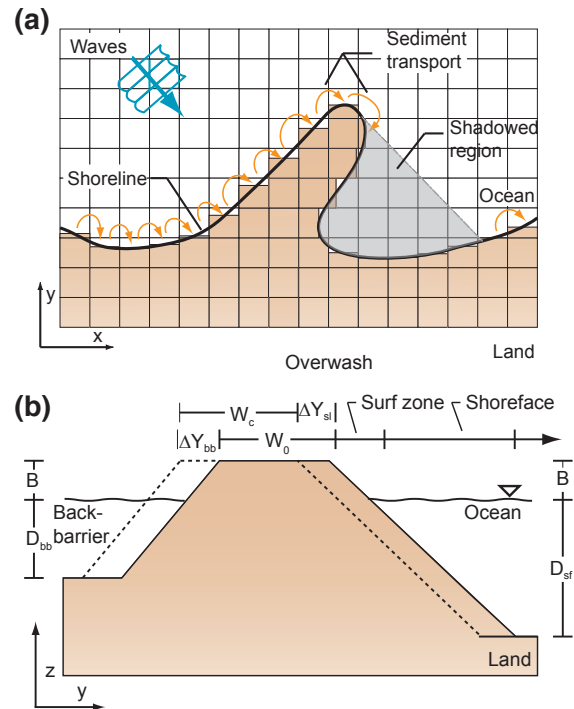 (a)
Waves
Sediment
transport
Shadowed
region
Shoreline
Ocean
y
x
Land
Overwash
(b)
W_c
ΔY_sl
Surf zone
Shoreface
ΔY_bb
W_0
B
B
Back-
barrier
Ocean
D_bb
D_sf
Land
z
y